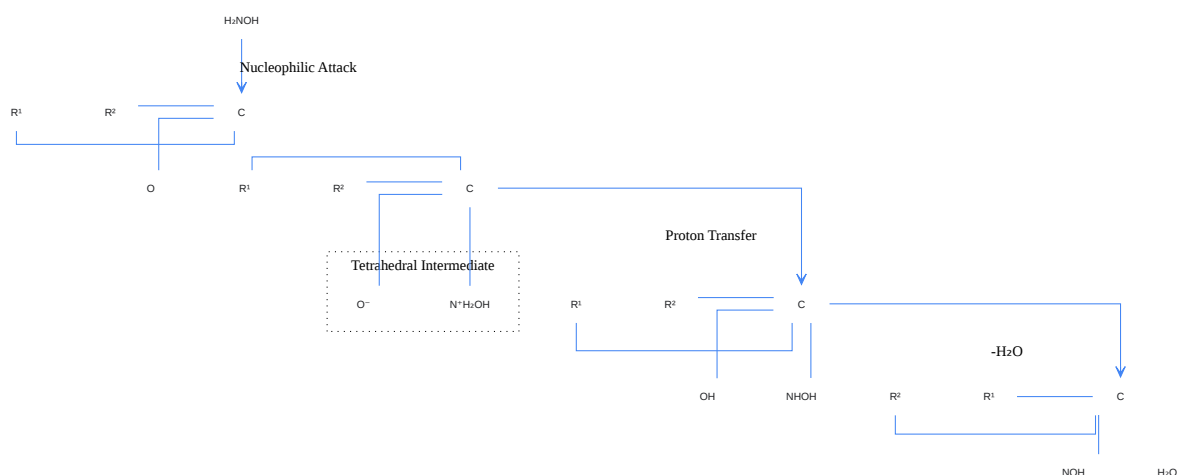 H₂NOH
Nucleophilic Attack
R¹ R² C
O R¹ R² C
Proton Transfer
Tetrahedral Intermediate
O⁻ N⁺H₂OH R¹ R² C
-H₂O
OH NHOH R² R¹ C
NOH H₂O